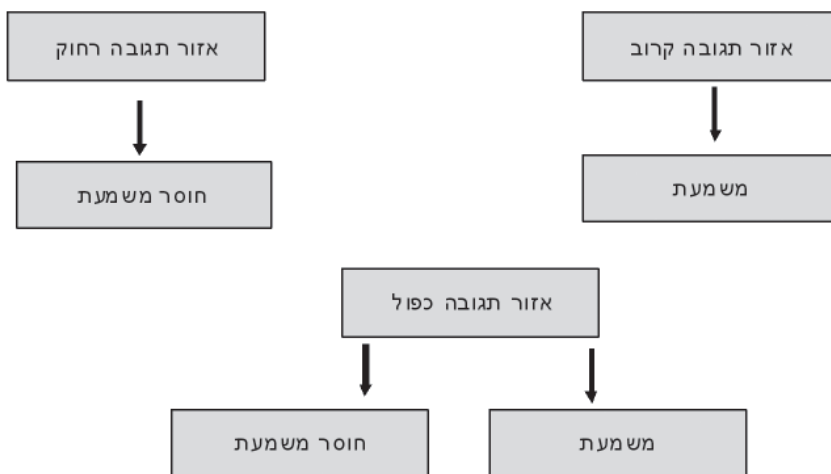 אזור תגובה קרוב
אזור תגובה רחוק
משמעת
חוסר משמעת
אזור תגובה כפול
משמעת
חוסר משמעת